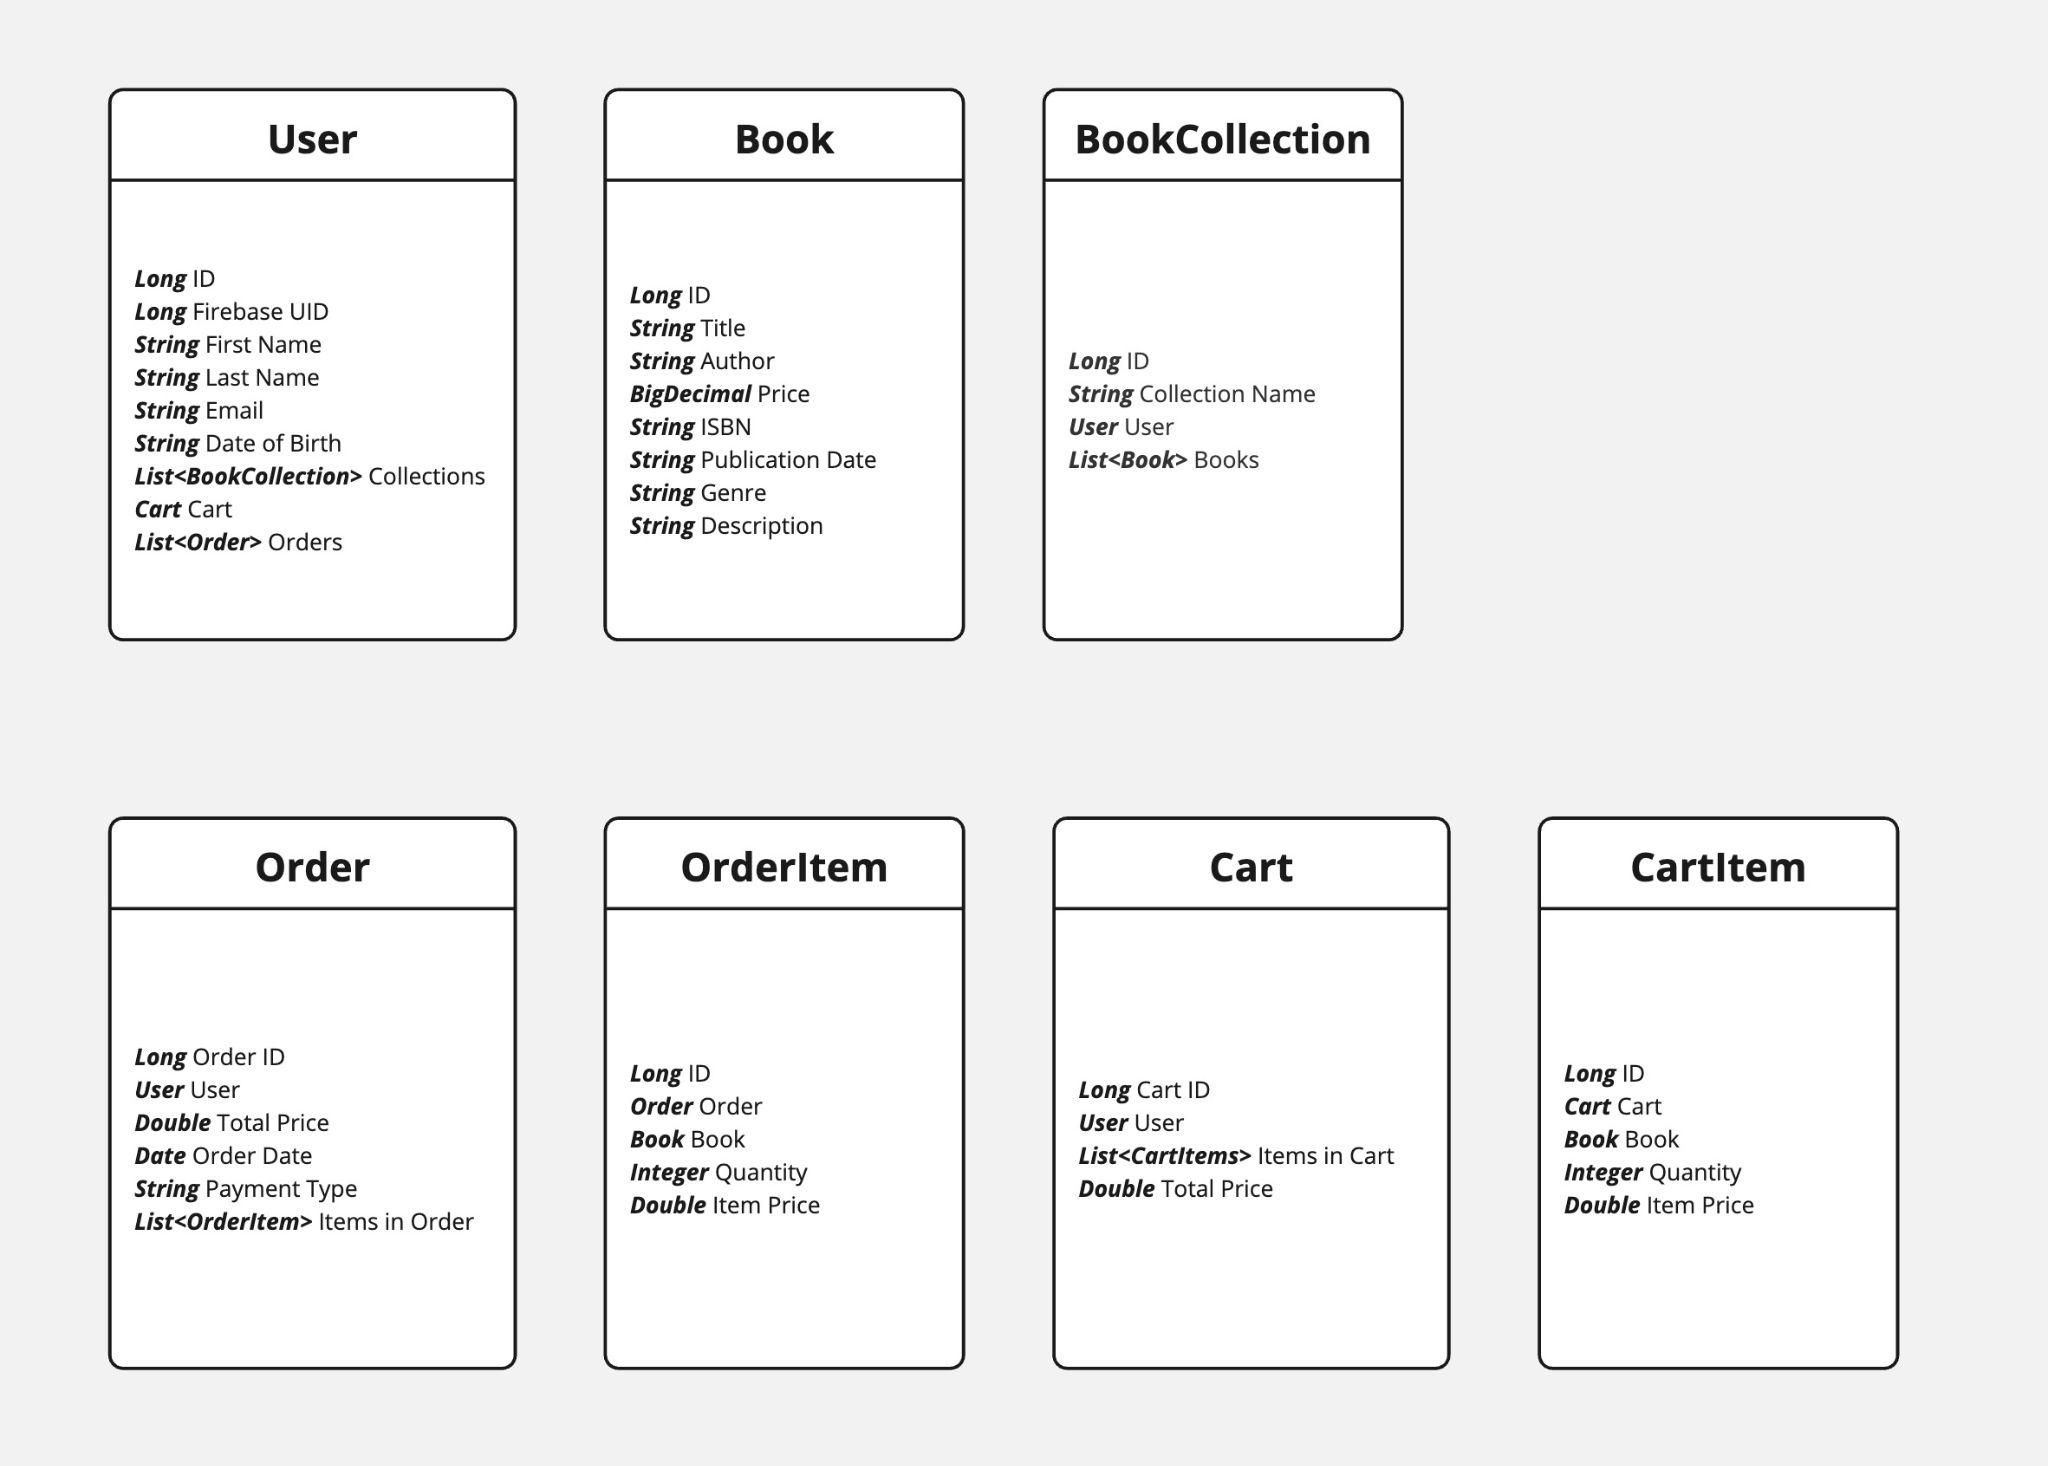 User
Long ID
Long Firebase UID
String First Name
String Last Name
String Email
String Date of Birth
List<BookCollection> Collections
Cart Cart
List<Order> Orders
Book
Long ID
String Title
String Author
BigDecimal Price
String ISBN
String Publication Date
String Genre
String Description
BookCollection
Long ID
String Collection Name
User User
List<Book> Books
Order
Long Order ID
User User
Double Total Price
Date Order Date
String Payment Type
List<OrderItem> Items in Order
OrderItem
Long ID
Order Order
Book Book
Integer Quantity
Double Item Price
Cart
Long Cart ID
User User
List<CartItems> Items in Cart
Double Total Price
CartItem
Long ID
Cart Cart
Book Book
Integer Quantity
Double Item Price